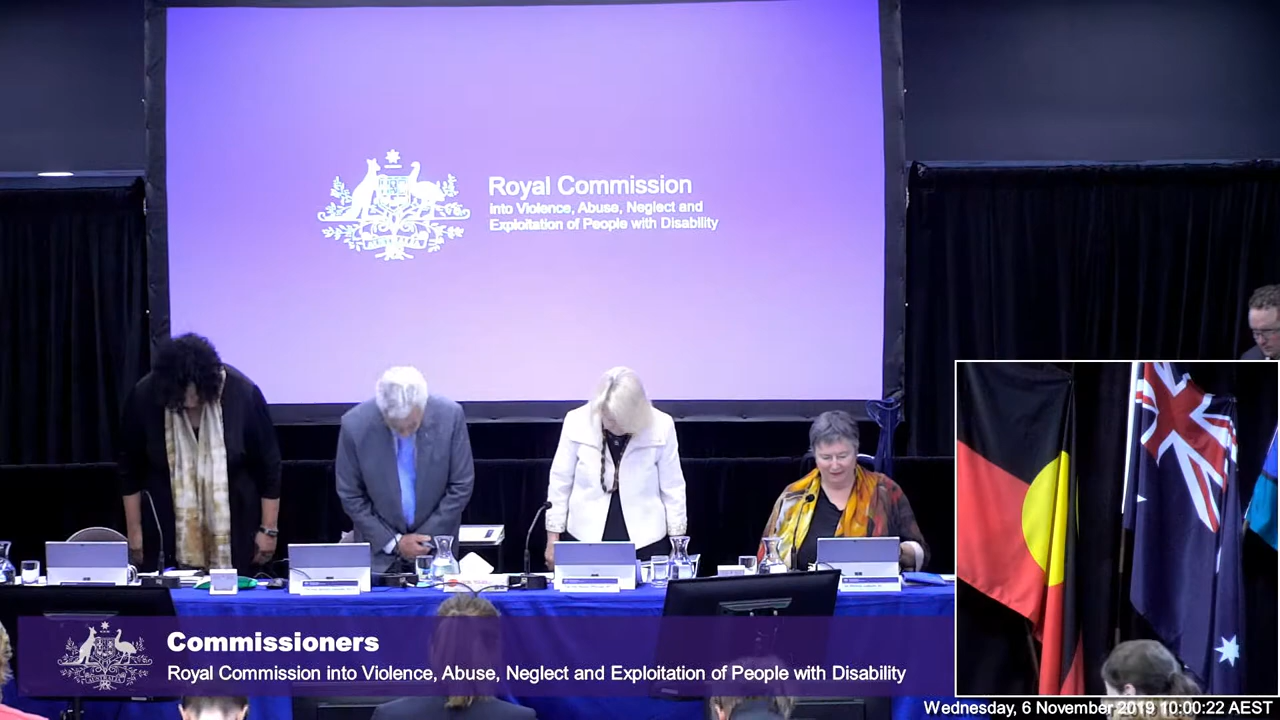 Royal Commission
into Violence, Abuse, Neglect and
Exploitation of People with Disability
Commissioners
Royal Commission into Violence, Abuse, Neglect and Exploitation of People with Disability
Wednesday, 6 November 2019 10:00:22 AEST